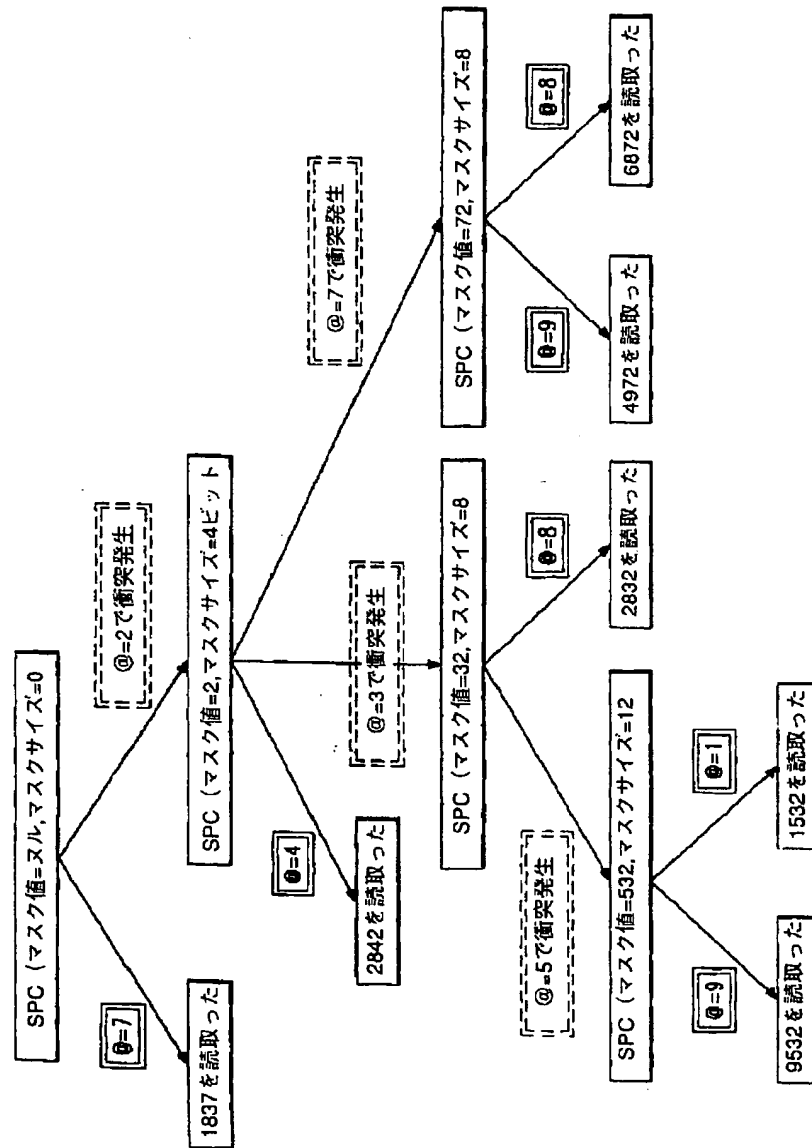 SPC (マスク値=ヌル,マスクサイズ=0
@=7
@=2で衝突発生
1837を読取った
SPC (マスク値=2,マスクサイズ=4ビット
@=4
@=3で衝突発生
@=7で衝突発生
2842を読取った
SPC (マスク値=32,マスクサイズ=8
SPC (マスク値=72,マスクサイズ=8
@=5で衝突発生
@=8
@=9
@=8
2832を読取った
4972を読取った
6872を読取った
SPC (マスク値=532,マスクサイズ=12
@=9
@=1
9532を読取った
1532を読取った